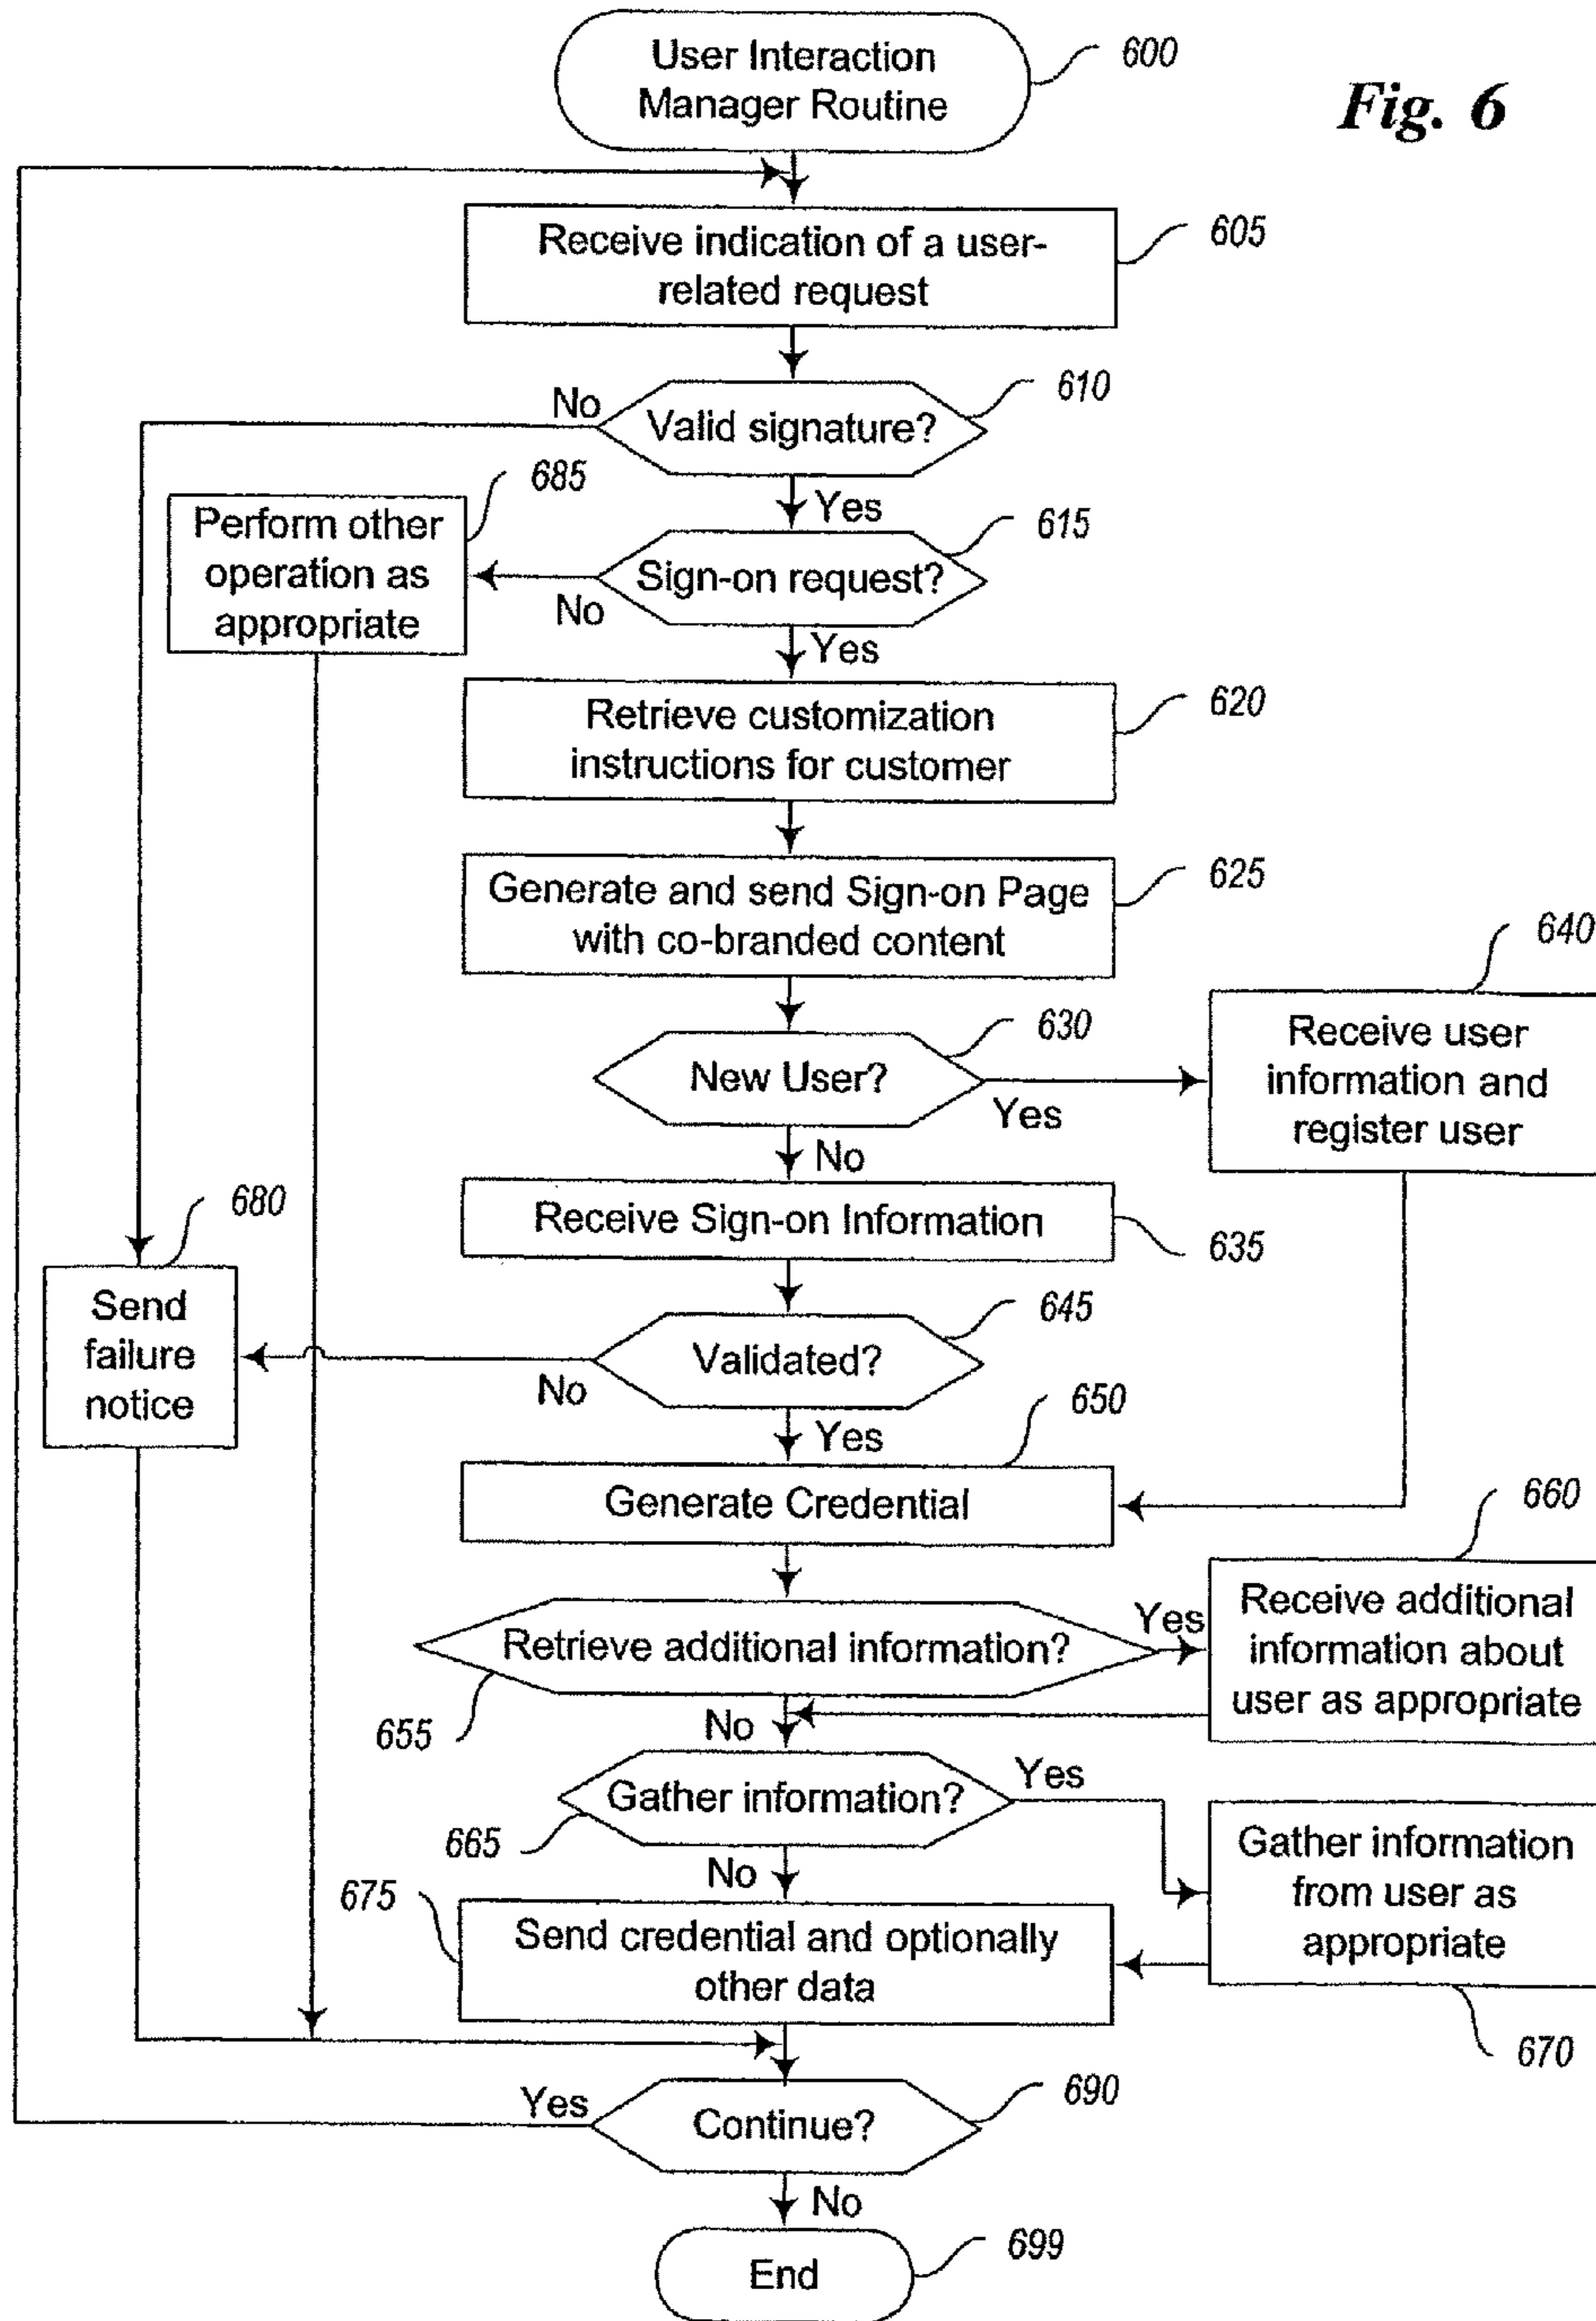 User Interaction
Manager Routine
600
Fig. 6
Receive indication of a user-
related request
605
No
Valid signature?
610
Yes
685
Perform other
operation as
appropriate
Sign-on request?
615
No
Yes
Retrieve customization
instructions for customer
620
Generate and send Sign-on Page
with co-branded content
625
New User?
630
Yes
640
Receive user
information and
register user
No
Receive Sign-on Information
635
680
Send
failure
notice
Validated?
645
No
Yes
650
Generate Credential
Retrieve additional information?
655
Yes
660
Receive additional
information about
user as appropriate
No
Gather information?
665
Yes
Gather information
from user as
appropriate
670
No
675
Send credential and optionally
other data
Yes
Continue?
690
No
End
699